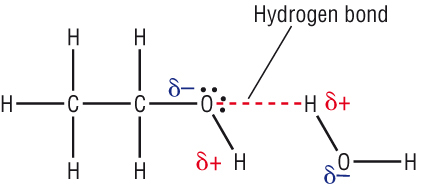 Hydrogen bond
H H
δ– δ+
H C C O H
δ+ H
H H O H
δ–